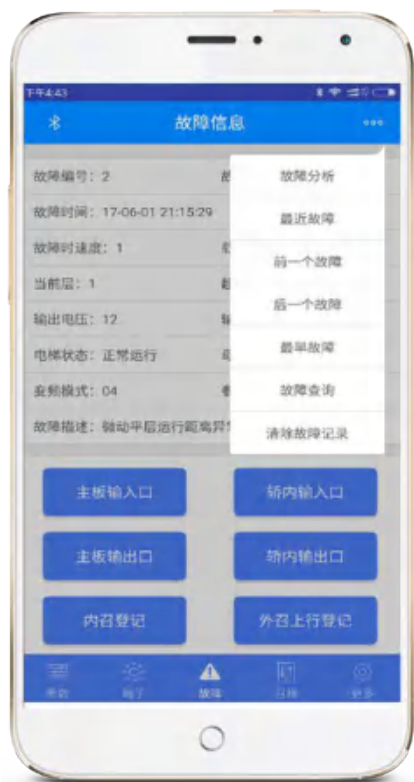 下午4:43
故障信息
故障编号：2
故障分析
故障时间：17-06-01 21:15:29
最近故障
故障时速度：1
前一个故障
当前层：1
后一个故障
输出电压：12
电梯状态：正常运行
最早故障
变频模式：04
故障查询
故障描述：
平层运行距离异常
清除故障记录
主板输入口
轿内输入口
主板输出口
轿内输出口
内召登记
外召上行登记
故障
更多